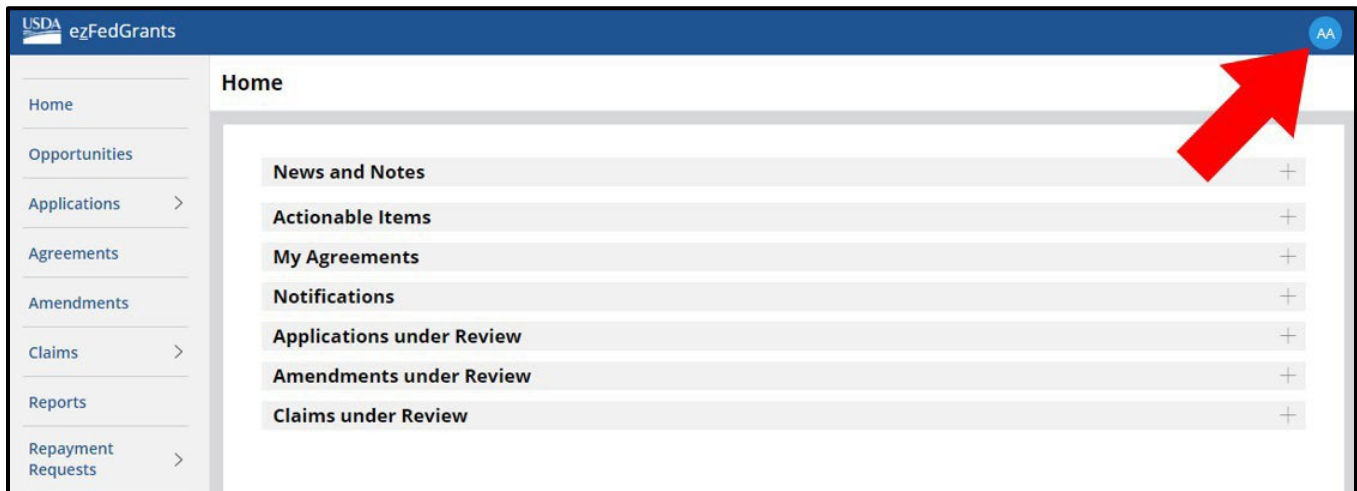 USDA ezFedGrants
AA
Home
Home
Opportunities
Applications
Agreements
Amendments
Claims
Reports
Repayment
Requests
News and Notes
Actionable Items
My Agreements
Notifications
Applications under Review
Amendments under Review
Claims under Review